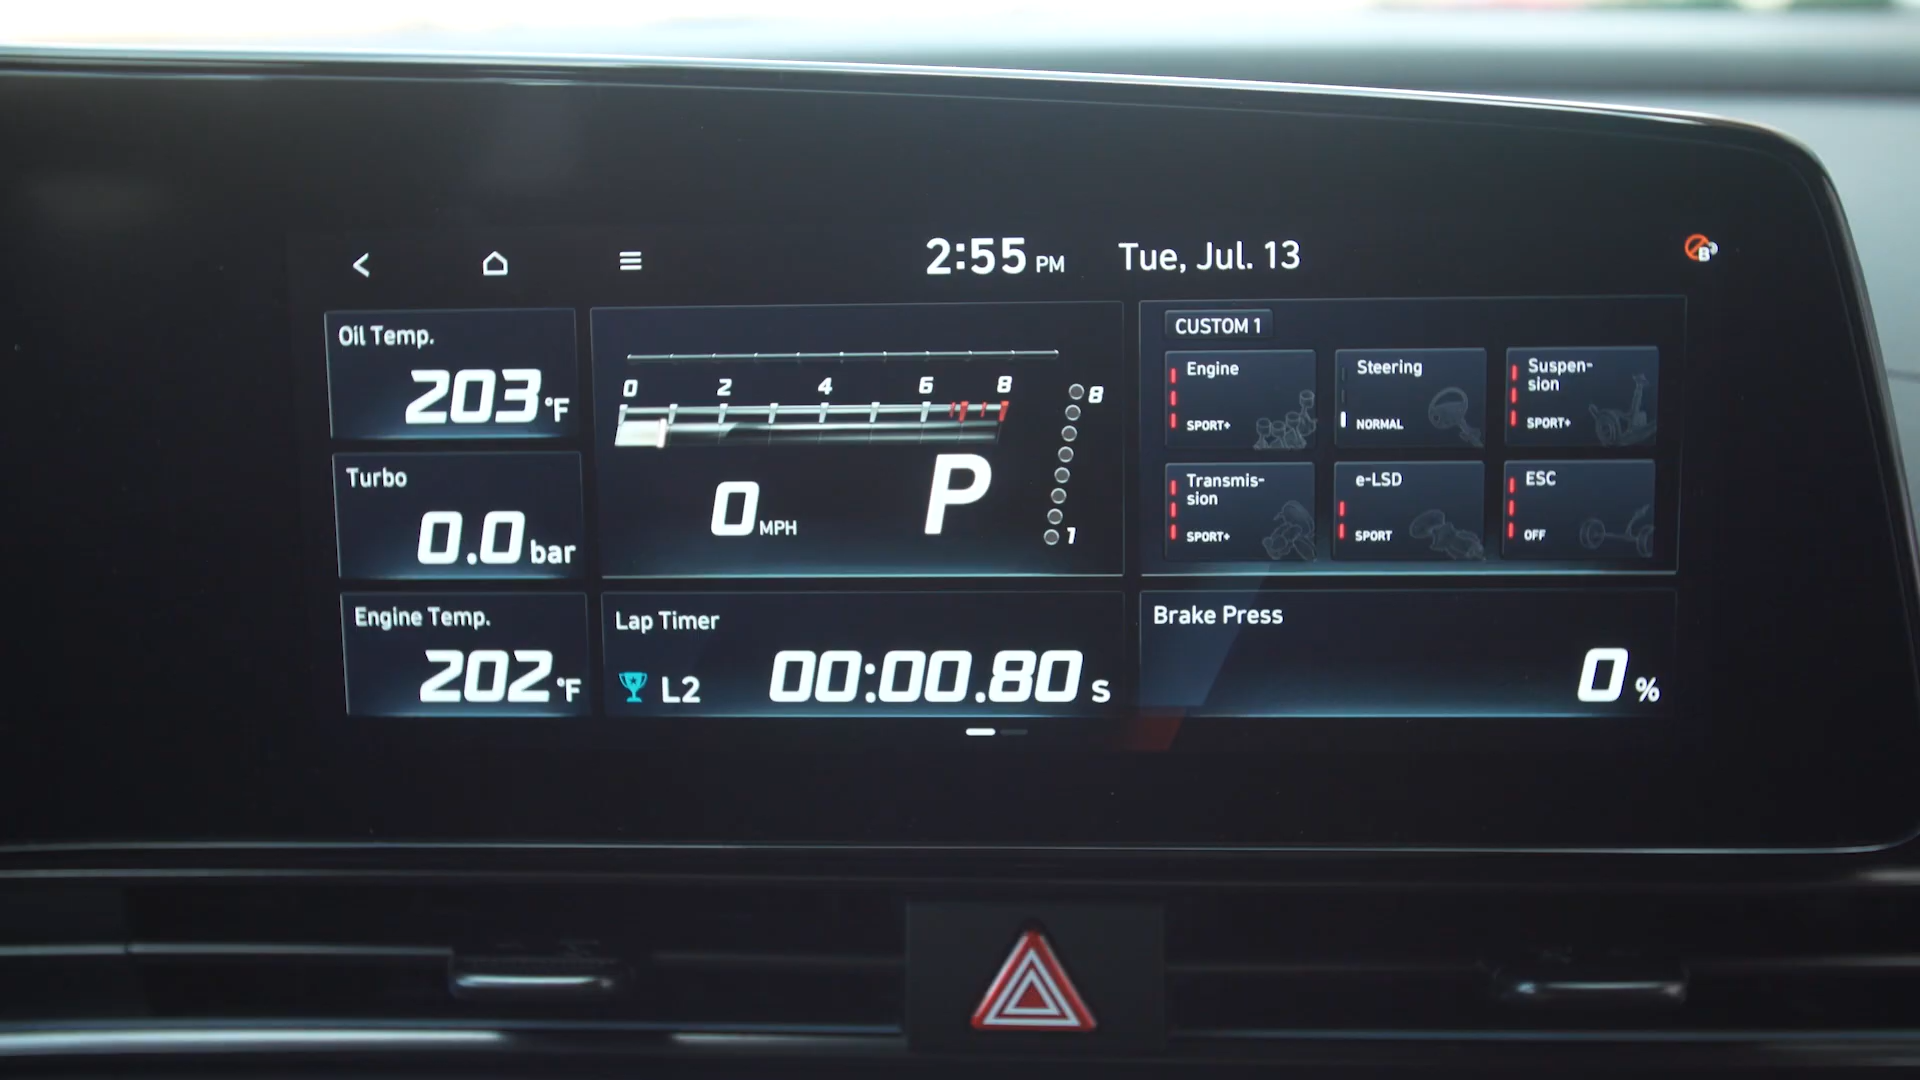 2:55 PM Tue, Jul. 13
Oil Temp.
203 °F
Turbo
0.0 bar
Engine Temp.
202 °F
0 2 4 6 8
8
1
0 MPH
P
Lap Timer
L2 00:00.80 s
CUSTOM 1
Engine
SPORT+
Steering
NORMAL
Suspen-
sion
SPORT+
Transmis-
sion
SPORT+
e-LSD
SPORT
ESC
OFF
Brake Press
0 %